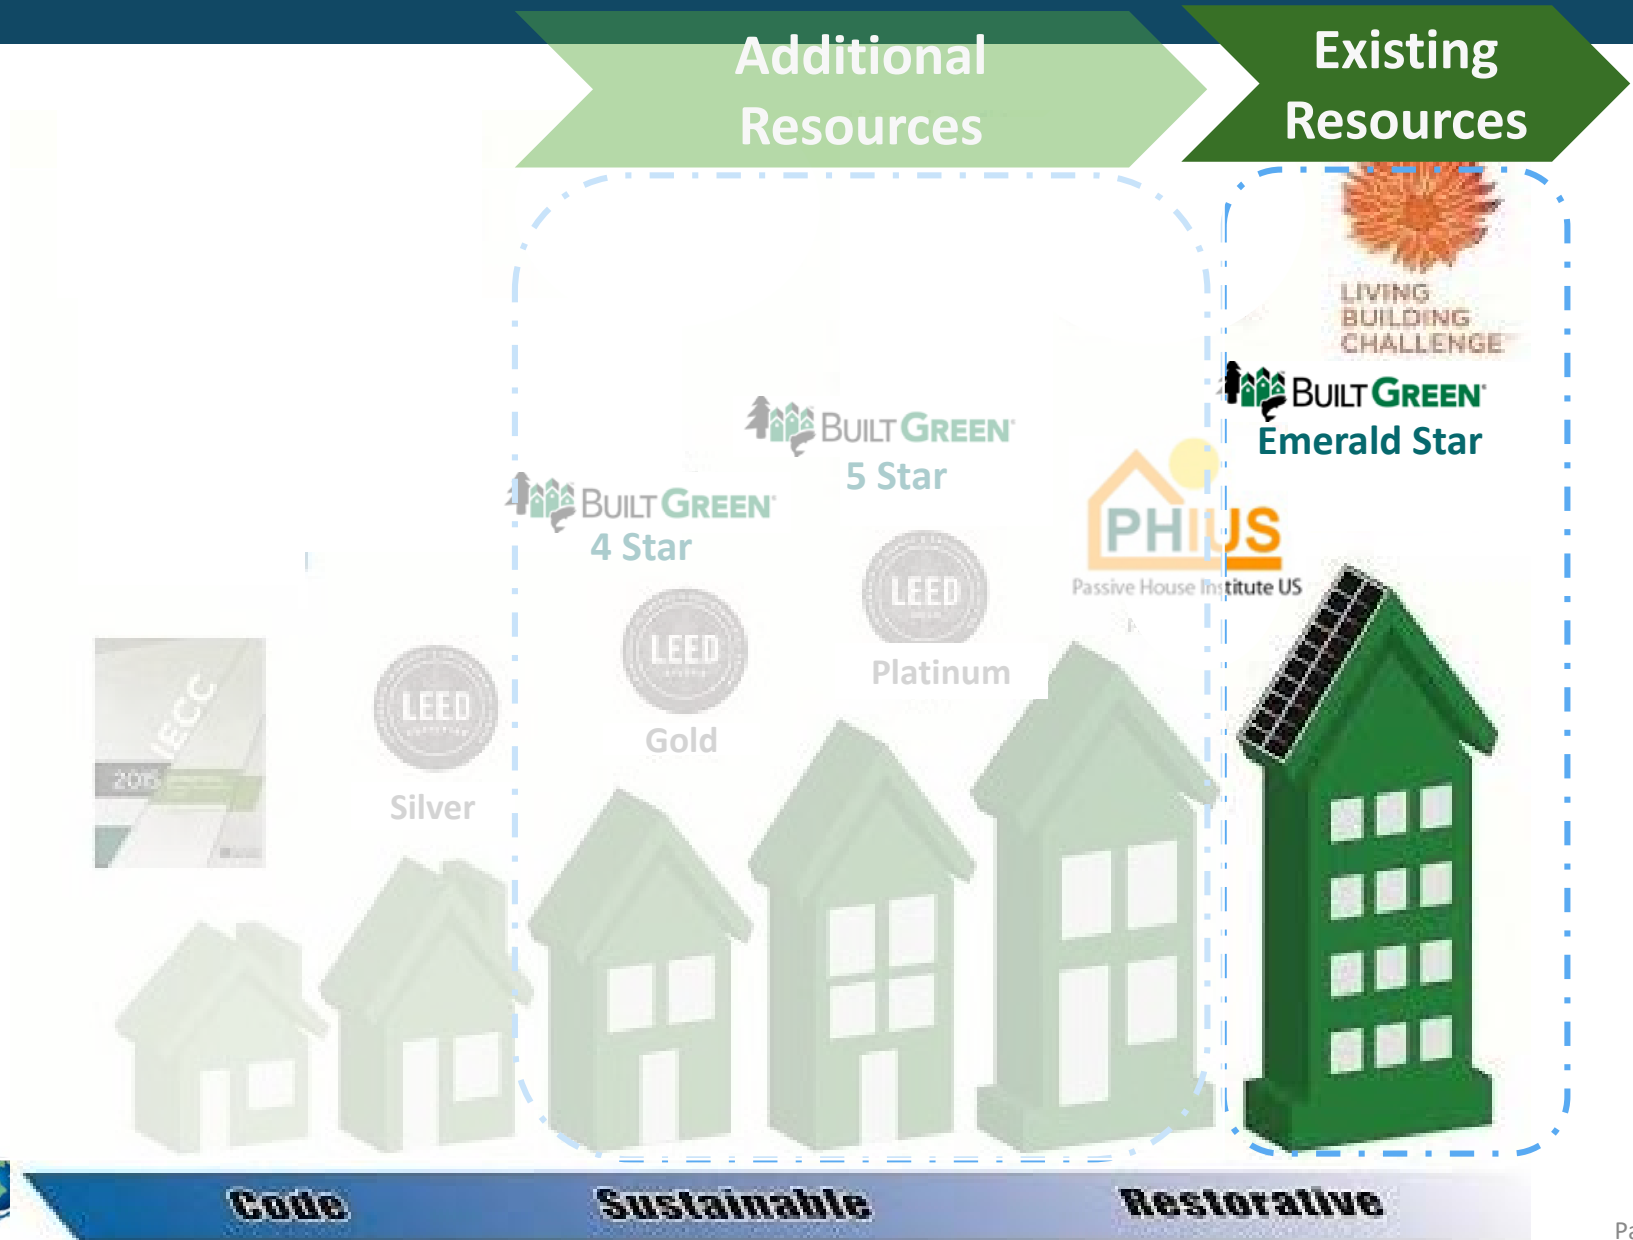 Additional
Resources
Existing
Resources
LIVING
BUILDING
CHALLENGE
BUILT GREEN
Emerald Star
BUILT GREEN
5 Star
BUILT GREEN
4 Star
PHIUS
Passive House Institute US
LEED
Platinum
LEED
Gold
LEED
Silver
IECC
2015
Code
Sustainable
Restorative
Pa